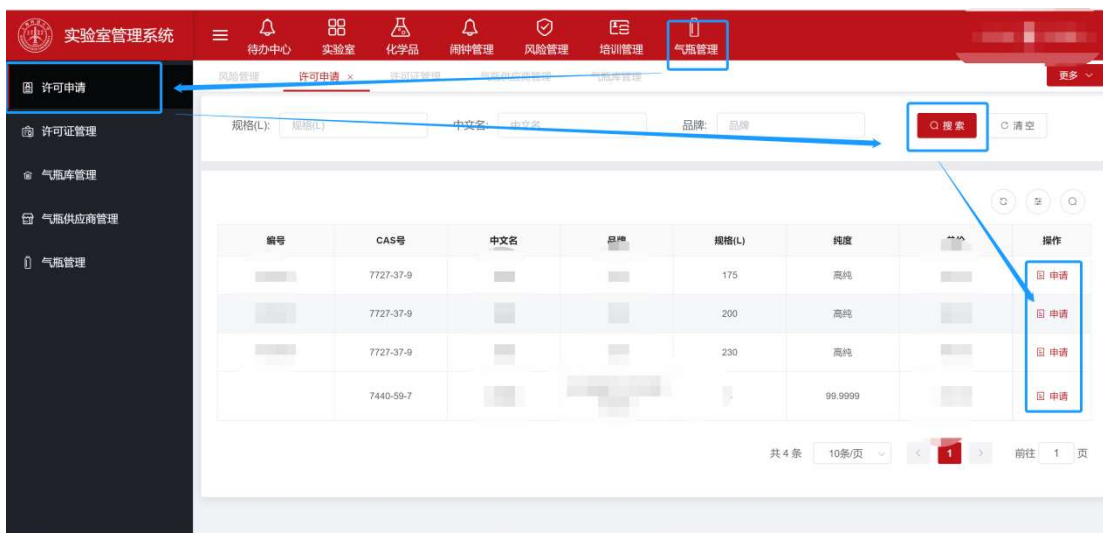 实验室管理系统
待办中心 实验室 化学品 闹钟管理 风险管理 培训管理 气瓶管理
许可申请
许可证管理
气瓶库管理
气瓶供应商管理
气瓶管理
风险管理 许可申请 × 许可证管理 气瓶供应商管理 气瓶库管理 更多
规格(L): 规格(L) 中文名: 中文名 品牌: 品牌 搜索 清空
编号 CAS号 中文名 品牌 规格(L) 纯度 操作
7727-37-9 175 高纯 申请
7727-37-9 200 高纯 申请
7727-37-9 230 高纯 申请
7440-59-7 99.9999 申请
共 4 条 10条/页 < 1 > 前往 1 页